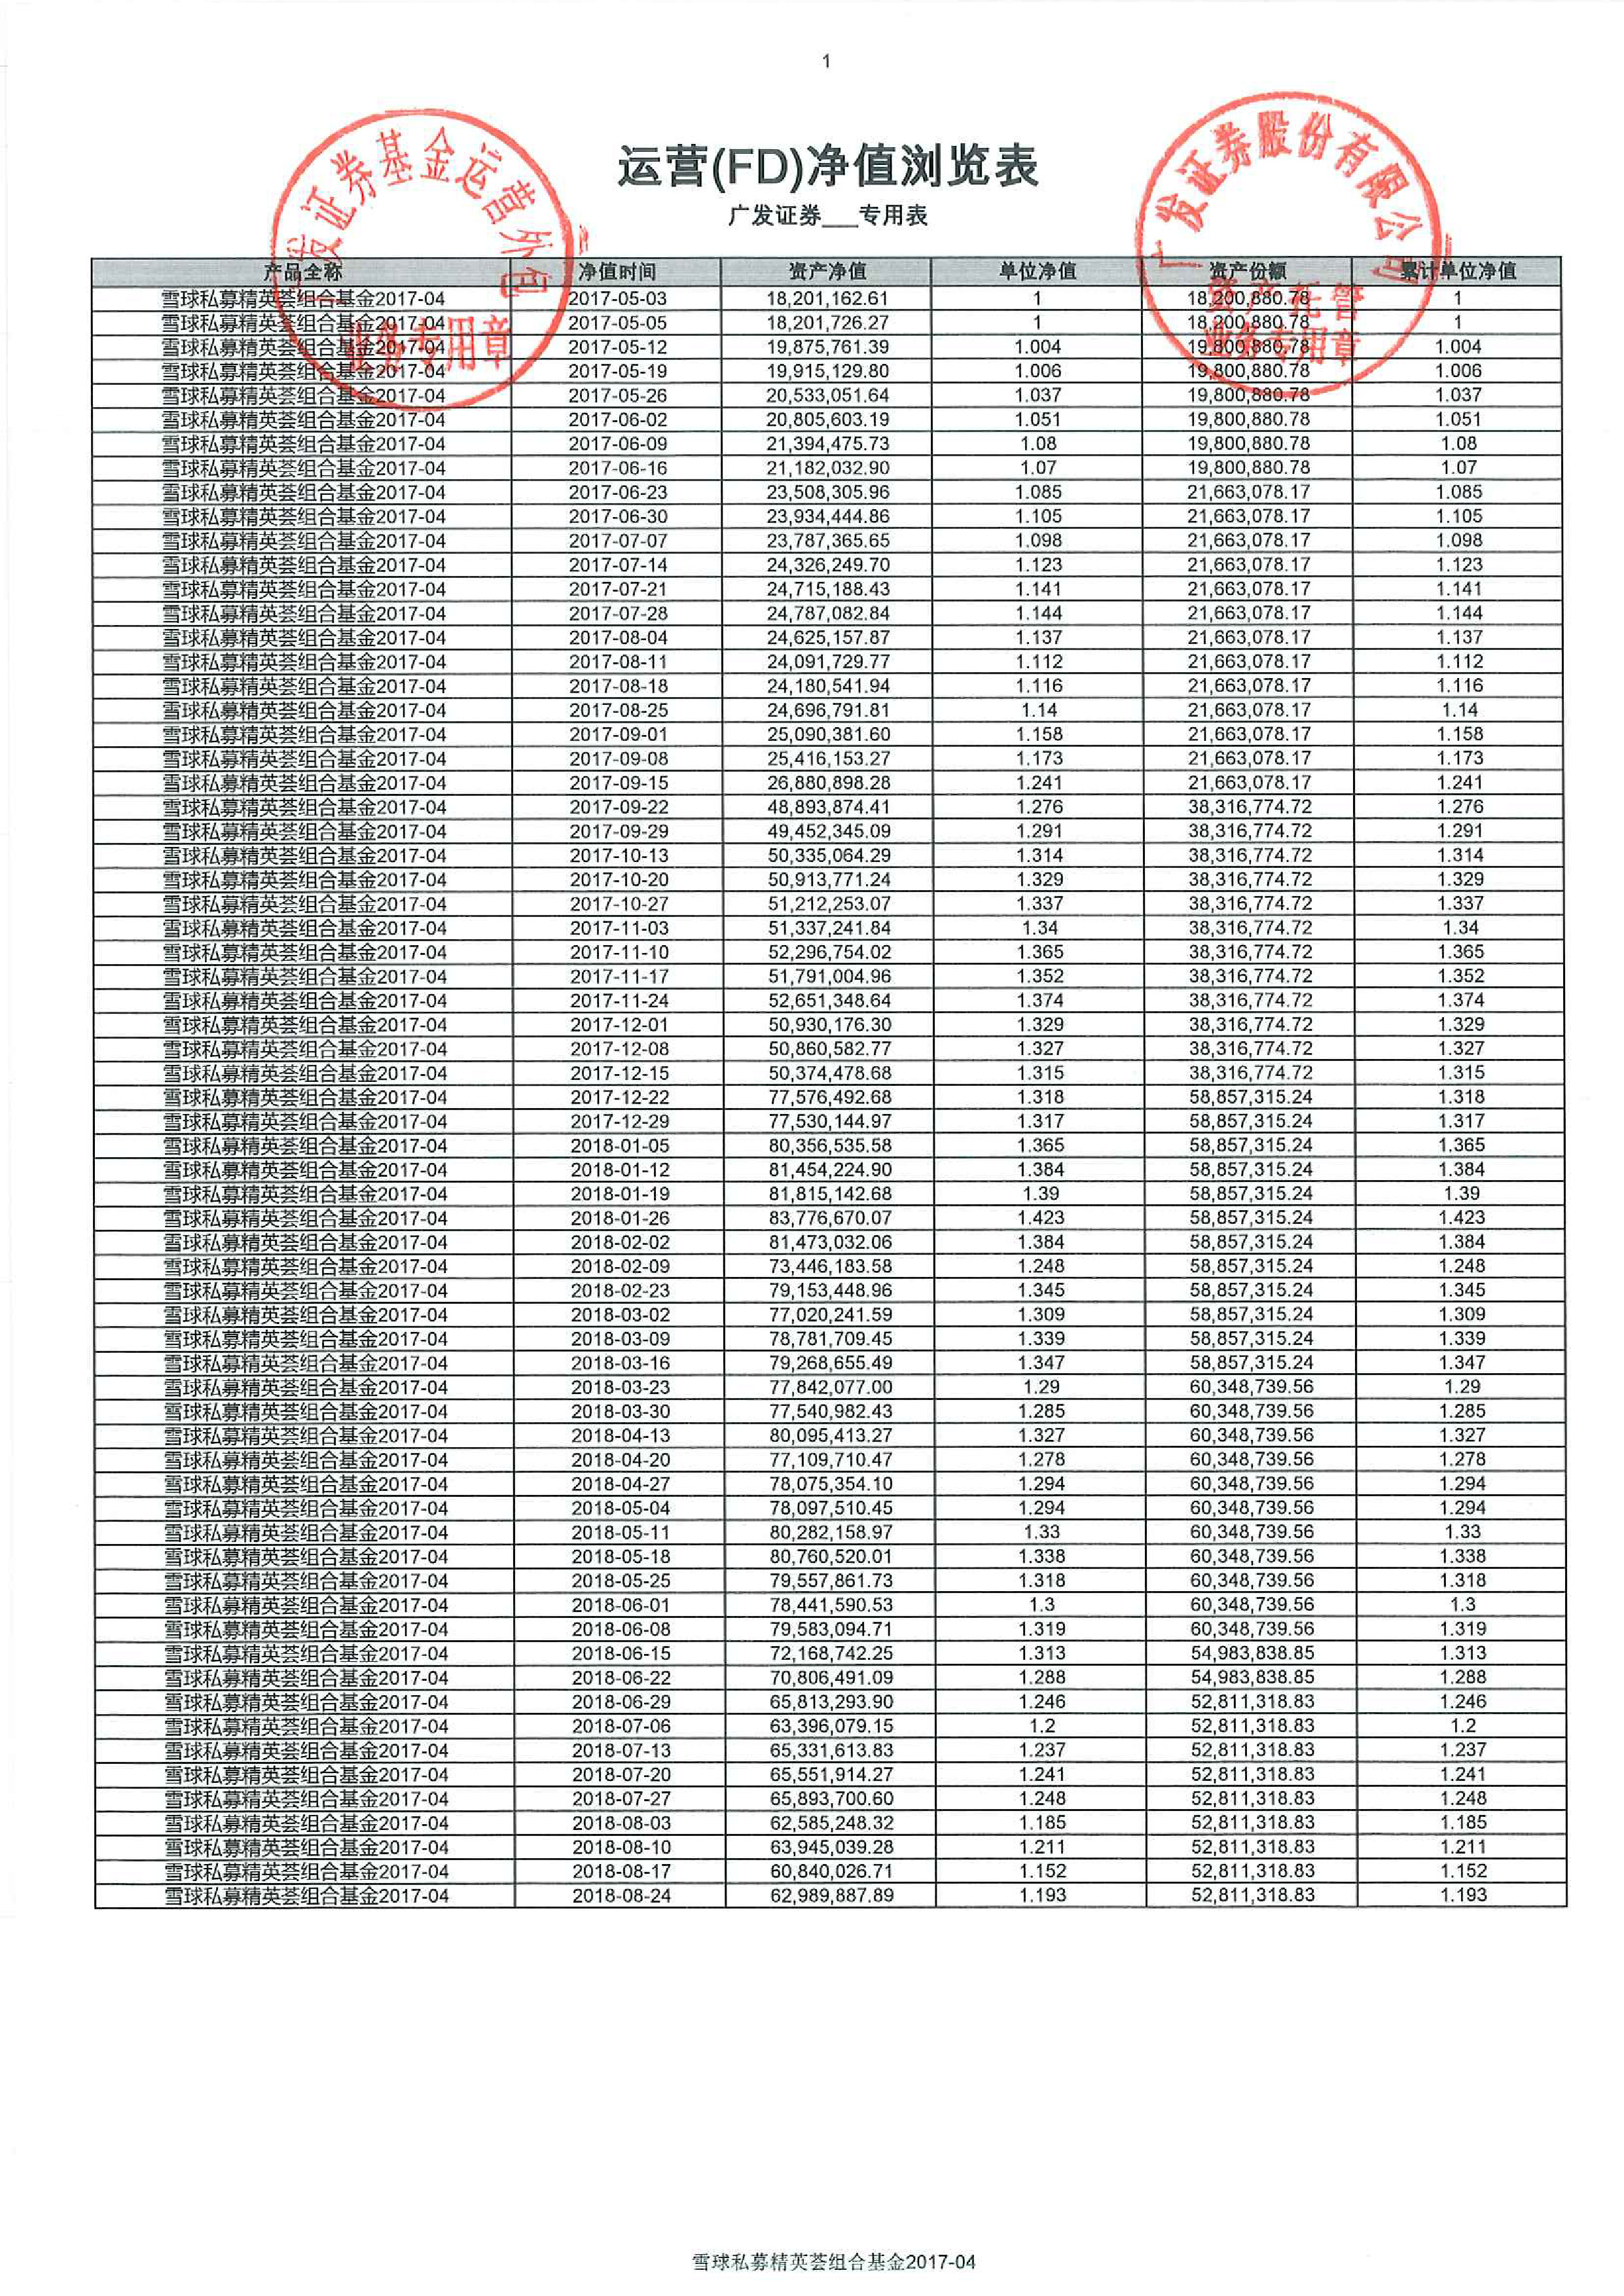 1
运营(FD)净值浏览表
广发证券___专用表
广发证券基金运营外包
业务专用章
广发证券股份有限公司
资产托管
业务专用章
产品全称 净值时间 资产净值 单位净值 资产份额 累计单位净值
雪球私募精英荟组合基金2017-04 2017-05-03 18,201,162.61 1 18,200,880.78 1
雪球私募精英荟组合基金2017-04 2017-05-05 18,201,726.27 1 18,200,880.78 1
雪球私募精英荟组合基金2017-04 2017-05-12 19,875,761.39 1.004 19,800,880.78 1.004
雪球私募精英荟组合基金2017-04 2017-05-19 19,915,129.80 1.006 19,800,880.78 1.006
雪球私募精英荟组合基金2017-04 2017-05-26 20,533,051.64 1.037 19,800,880.78 1.037
雪球私募精英荟组合基金2017-04 2017-06-02 20,805,603.19 1.051 19,800,880.78 1.051
雪球私募精英荟组合基金2017-04 2017-06-09 21,394,475.73 1.08 19,800,880.78 1.08
雪球私募精英荟组合基金2017-04 2017-06-16 21,182,032.90 1.07 19,800,880.78 1.07
雪球私募精英荟组合基金2017-04 2017-06-23 23,508,305.96 1.085 21,663,078.17 1.085
雪球私募精英荟组合基金2017-04 2017-06-30 23,934,444.86 1.105 21,663,078.17 1.105
雪球私募精英荟组合基金2017-04 2017-07-07 23,787,365.65 1.098 21,663,078.17 1.098
雪球私募精英荟组合基金2017-04 2017-07-14 24,326,249.70 1.123 21,663,078.17 1.123
雪球私募精英荟组合基金2017-04 2017-07-21 24,715,188.43 1.141 21,663,078.17 1.141
雪球私募精英荟组合基金2017-04 2017-07-28 24,787,082.84 1.144 21,663,078.17 1.144
雪球私募精英荟组合基金2017-04 2017-08-04 24,625,157.87 1.137 21,663,078.17 1.137
雪球私募精英荟组合基金2017-04 2017-08-11 24,091,729.77 1.112 21,663,078.17 1.112
雪球私募精英荟组合基金2017-04 2017-08-18 24,180,541.94 1.116 21,663,078.17 1.116
雪球私募精英荟组合基金2017-04 2017-08-25 24,696,791.81 1.14 21,663,078.17 1.14
雪球私募精英荟组合基金2017-04 2017-09-01 25,090,381.60 1.158 21,663,078.17 1.158
雪球私募精英荟组合基金2017-04 2017-09-08 25,416,153.27 1.173 21,663,078.17 1.173
雪球私募精英荟组合基金2017-04 2017-09-15 26,880,898.28 1.241 21,663,078.17 1.241
雪球私募精英荟组合基金2017-04 2017-09-22 48,893,874.41 1.276 38,316,774.72 1.276
雪球私募精英荟组合基金2017-04 2017-09-29 49,452,345.09 1.291 38,316,774.72 1.291
雪球私募精英荟组合基金2017-04 2017-10-13 50,335,064.29 1.314 38,316,774.72 1.314
雪球私募精英荟组合基金2017-04 2017-10-20 50,913,771.24 1.329 38,316,774.72 1.329
雪球私募精英荟组合基金2017-04 2017-10-27 51,212,253.07 1.337 38,316,774.72 1.337
雪球私募精英荟组合基金2017-04 2017-11-03 51,337,241.84 1.34 38,316,774.72 1.34
雪球私募精英荟组合基金2017-04 2017-11-10 52,296,754.02 1.365 38,316,774.72 1.365
雪球私募精英荟组合基金2017-04 2017-11-17 51,791,004.96 1.352 38,316,774.72 1.352
雪球私募精英荟组合基金2017-04 2017-11-24 52,651,348.64 1.374 38,316,774.72 1.374
雪球私募精英荟组合基金2017-04 2017-12-01 50,930,176.30 1.329 38,316,774.72 1.329
雪球私募精英荟组合基金2017-04 2017-12-08 50,860,582.77 1.327 38,316,774.72 1.327
雪球私募精英荟组合基金2017-04 2017-12-15 50,374,478.68 1.315 38,316,774.72 1.315
雪球私募精英荟组合基金2017-04 2017-12-22 77,576,492.68 1.318 58,857,315.24 1.318
雪球私募精英荟组合基金2017-04 2017-12-29 77,530,144.97 1.317 58,857,315.24 1.317
雪球私募精英荟组合基金2017-04 2018-01-05 80,356,535.58 1.365 58,857,315.24 1.365
雪球私募精英荟组合基金2017-04 2018-01-12 81,454,224.90 1.384 58,857,315.24 1.384
雪球私募精英荟组合基金2017-04 2018-01-19 81,815,142.68 1.39 58,857,315.24 1.39
雪球私募精英荟组合基金2017-04 2018-01-26 83,776,670.07 1.423 58,857,315.24 1.423
雪球私募精英荟组合基金2017-04 2018-02-02 81,473,032.06 1.384 58,857,315.24 1.384
雪球私募精英荟组合基金2017-04 2018-02-09 73,446,183.58 1.248 58,857,315.24 1.248
雪球私募精英荟组合基金2017-04 2018-02-23 79,153,448.96 1.345 58,857,315.24 1.345
雪球私募精英荟组合基金2017-04 2018-03-02 77,020,241.59 1.309 58,857,315.24 1.309
雪球私募精英荟组合基金2017-04 2018-03-09 78,781,709.45 1.339 58,857,315.24 1.339
雪球私募精英荟组合基金2017-04 2018-03-16 79,268,655.49 1.347 58,857,315.24 1.347
雪球私募精英荟组合基金2017-04 2018-03-23 77,842,077.00 1.29 60,348,739.56 1.29
雪球私募精英荟组合基金2017-04 2018-03-30 77,540,982.43 1.285 60,348,739.56 1.285
雪球私募精英荟组合基金2017-04 2018-04-13 80,095,413.27 1.327 60,348,739.56 1.327
雪球私募精英荟组合基金2017-04 2018-04-20 77,109,710.47 1.278 60,348,739.56 1.278
雪球私募精英荟组合基金2017-04 2018-04-27 78,075,354.10 1.294 60,348,739.56 1.294
雪球私募精英荟组合基金2017-04 2018-05-04 78,097,510.45 1.294 60,348,739.56 1.294
雪球私募精英荟组合基金2017-04 2018-05-11 80,282,158.97 1.33 60,348,739.56 1.33
雪球私募精英荟组合基金2017-04 2018-05-18 80,760,520.01 1.338 60,348,739.56 1.338
雪球私募精英荟组合基金2017-04 2018-05-25 79,557,861.73 1.318 60,348,739.56 1.318
雪球私募精英荟组合基金2017-04 2018-06-01 78,441,590.53 1.3 60,348,739.56 1.3
雪球私募精英荟组合基金2017-04 2018-06-08 79,583,094.71 1.319 60,348,739.56 1.319
雪球私募精英荟组合基金2017-04 2018-06-15 72,168,742.25 1.313 54,983,838.85 1.313
雪球私募精英荟组合基金2017-04 2018-06-22 70,806,491.09 1.288 54,983,838.85 1.288
雪球私募精英荟组合基金2017-04 2018-06-29 65,813,293.90 1.246 52,811,318.83 1.246
雪球私募精英荟组合基金2017-04 2018-07-06 63,396,079.15 1.2 52,811,318.83 1.2
雪球私募精英荟组合基金2017-04 2018-07-13 65,331,613.83 1.237 52,811,318.83 1.237
雪球私募精英荟组合基金2017-04 2018-07-20 65,551,914.27 1.241 52,811,318.83 1.241
雪球私募精英荟组合基金2017-04 2018-07-27 65,893,700.60 1.248 52,811,318.83 1.248
雪球私募精英荟组合基金2017-04 2018-08-03 62,585,248.32 1.185 52,811,318.83 1.185
雪球私募精英荟组合基金2017-04 2018-08-10 63,945,039.28 1.211 52,811,318.83 1.211
雪球私募精英荟组合基金2017-04 2018-08-17 60,840,026.71 1.152 52,811,318.83 1.152
雪球私募精英荟组合基金2017-04 2018-08-24 62,989,887.89 1.193 52,811,318.83 1.193
雪球私募精英荟组合基金2017-04